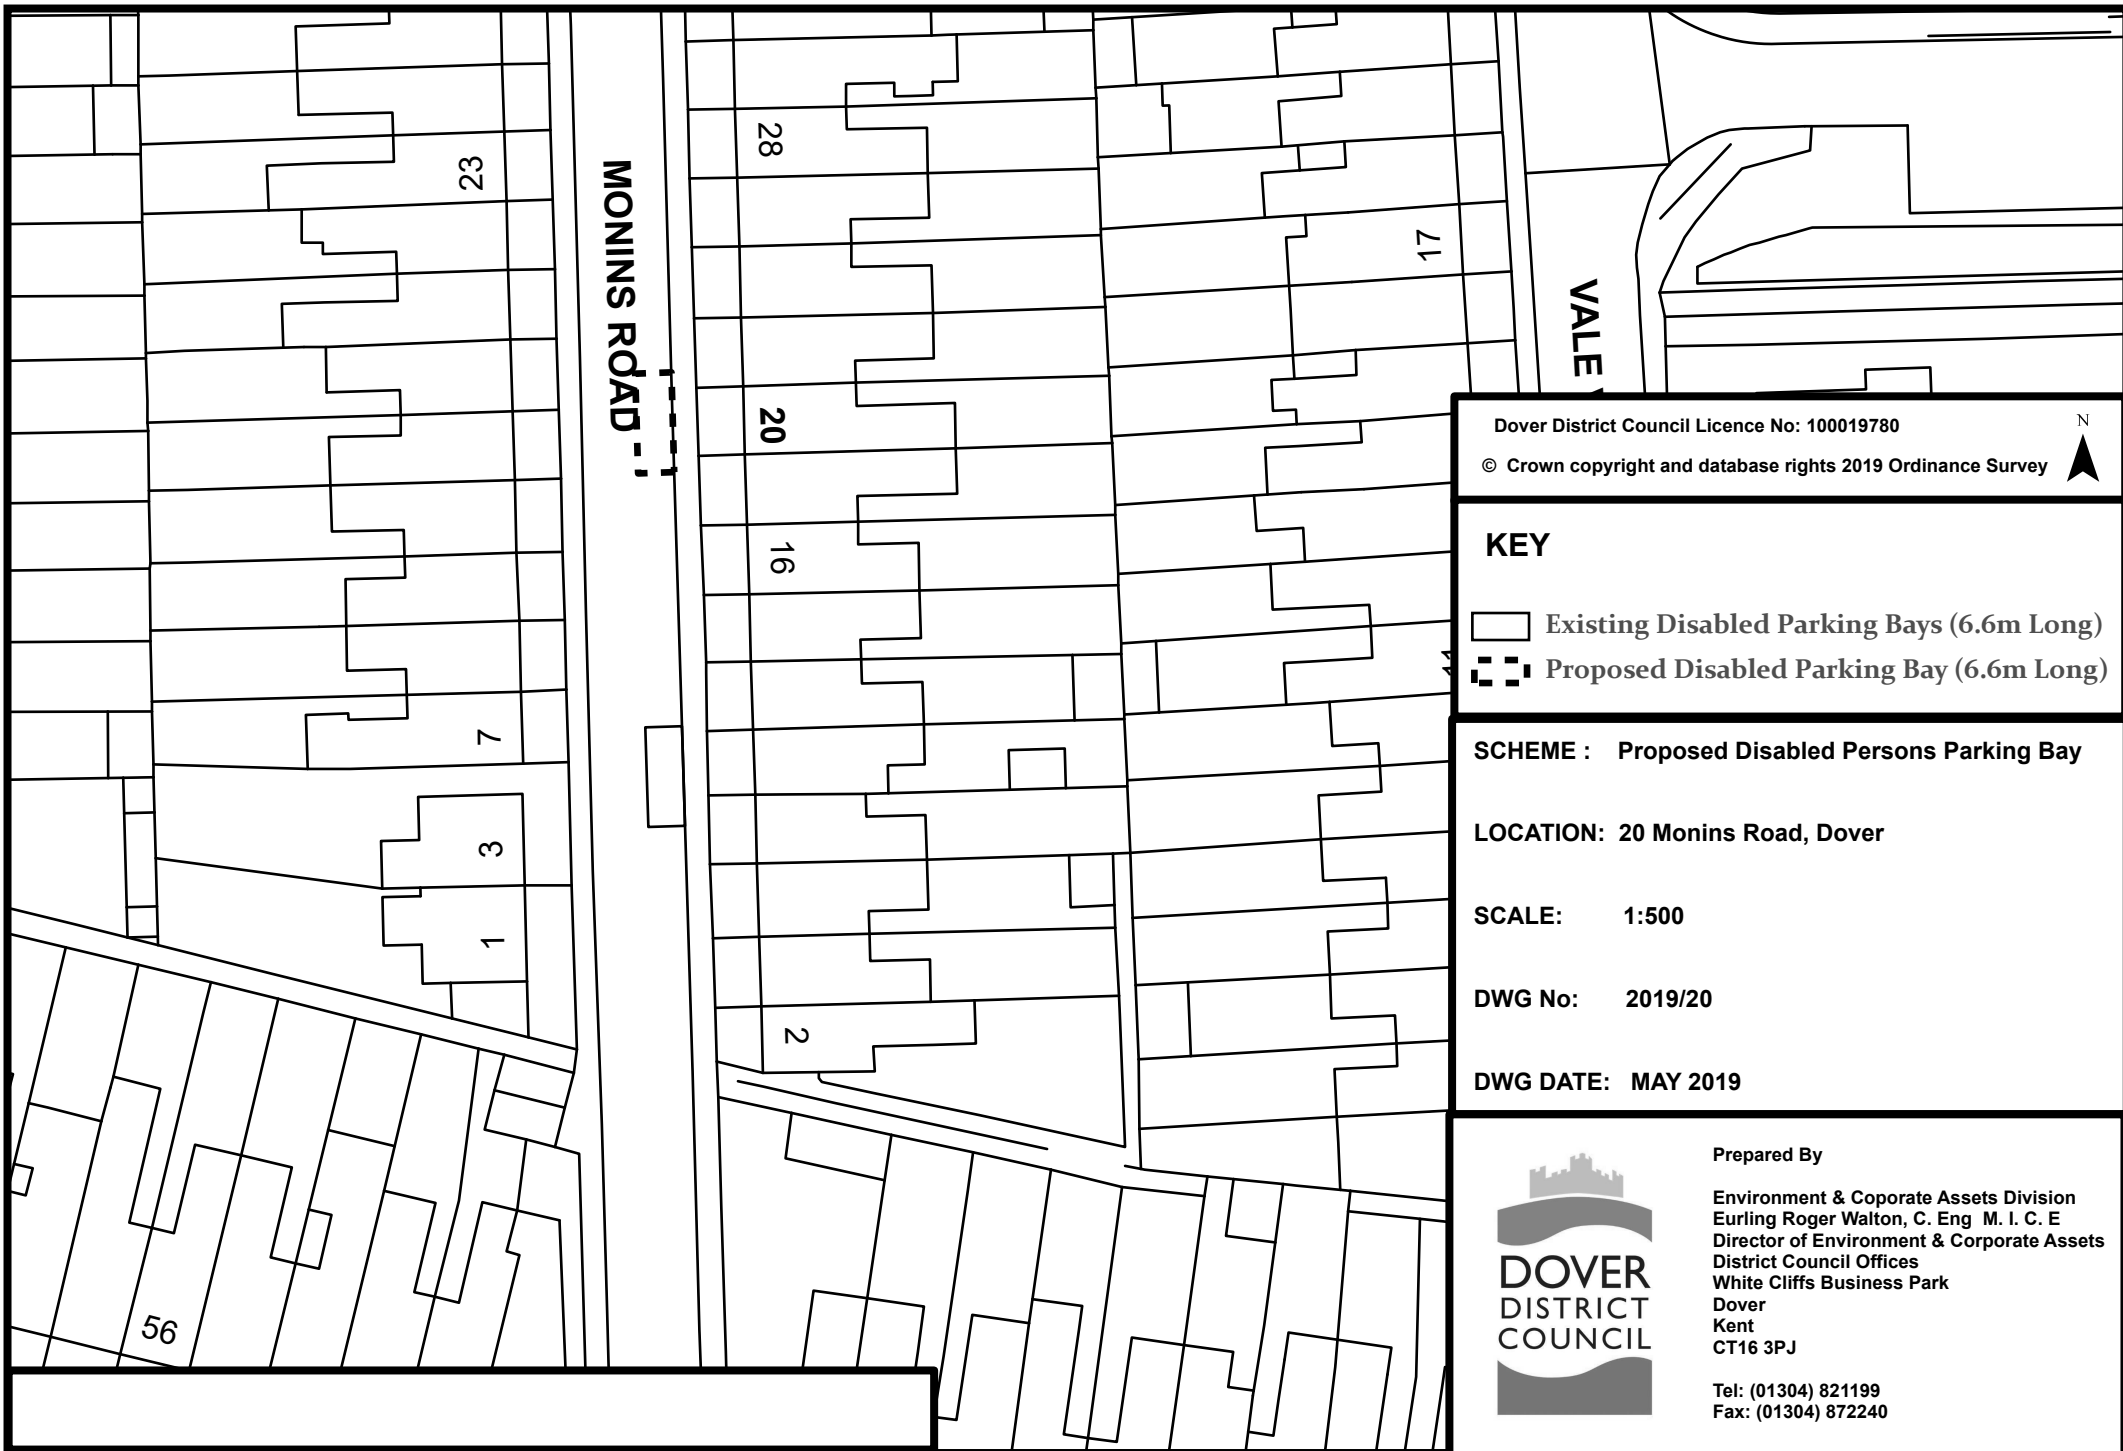 23
28
MONINS ROAD
17
VALE
20
16
7
3
1
2
56
Dover District Council Licence No: 100019780
N
© Crown copyright and database rights 2019 Ordinance Survey
KEY
Existing Disabled Parking Bays (6.6m Long)
Proposed Disabled Parking Bay (6.6m Long)
SCHEME : Proposed Disabled Persons Parking Bay
LOCATION: 20 Monins Road, Dover
SCALE: 1:500
DWG No: 2019/20
DWG DATE: MAY 2019
DOVER
DISTRICT
COUNCIL
Prepared By
Environment & Coporate Assets Division
Eurling Roger Walton, C. Eng M. I. C. E
Director of Environment & Corporate Assets
District Council Offices
White Cliffs Business Park
Dover
Kent
CT16 3PJ
Tel: (01304) 821199
Fax: (01304) 872240